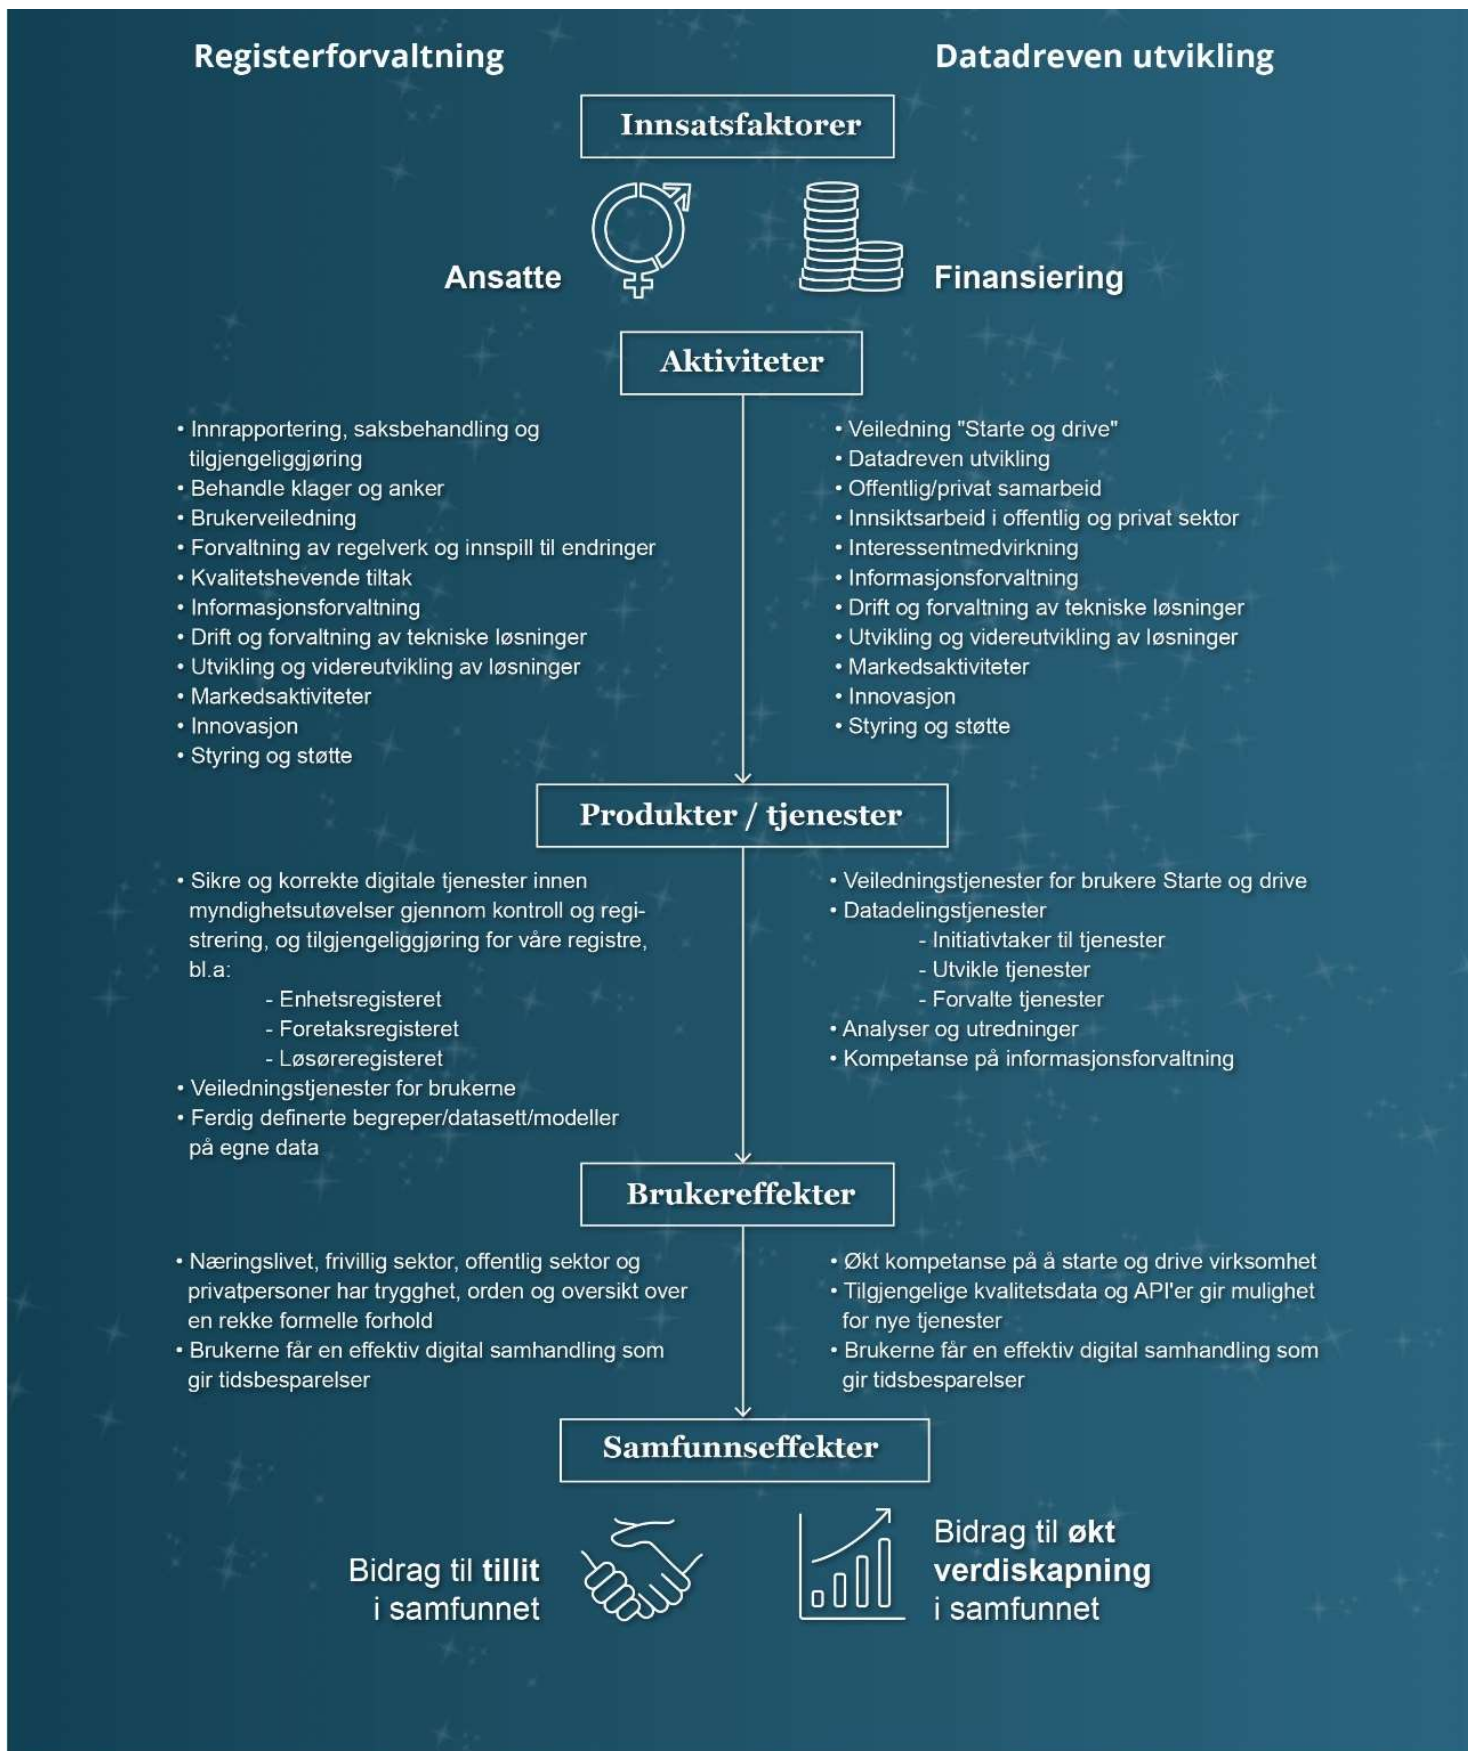 Registerforvaltning
Datadreven utvikling
Innsatsfaktorer
Ansatte
Finansiering
Aktiviteter
• Innrapportering, saksbehandling og
tilgjengeliggjøring
• Behandle klager og anker
• Brukerveiledning
• Forvaltning av regelverk og innspill til endringer
• Kvalitetshevende tiltak
• Informasjonsforvaltning
• Drift og forvaltning av tekniske løsninger
• Utvikling og videreutvikling av løsninger
• Markedsaktiviteter
• Innovasjon
• Styring og støtte
• Veiledning "Starte og drive"
• Datadreven utvikling
• Offentlig/privat samarbeid
• Innsiktsarbeid i offentlig og privat sektor
• Interessentmedvirkning
• Informasjonsforvaltning
• Drift og forvaltning av tekniske løsninger
• Utvikling og videreutvikling av løsninger
• Markedsaktiviteter
• Innovasjon
• Styring og støtte
Produkter / tjenester
• Sikre og korrekte digitale tjenester innen
myndighetsutøvelser gjennom kontroll og regi-
strering, og tilgjengeliggjøring for våre registre,
bl.a:
- Enhetsregisteret
- Foretaksregisteret
- Løsøreregisteret
• Veiledningstjenester for brukerne
• Ferdig definerte begreper/datasett/modeller
på egne data
• Veiledningstjenester for brukere Starte og drive
• Datadelingstjenester
- Initiativtaker til tjenester
- Utvikle tjenester
- Forvalte tjenester
• Analyser og utredninger
• Kompetanse på informasjonsforvaltning
Brukereffekter
• Næringslivet, frivillig sektor, offentlig sektor og
privatpersoner har trygghet, orden og oversikt over
en rekke formelle forhold
• Brukerne får en effektiv digital samhandling som
gir tidsbesparelser
• Økt kompetanse på å starte og drive virksomhet
• Tilgjengelige kvalitetsdata og API'er gir mulighet
for nye tjenester
• Brukerne får en effektiv digital samhandling som
gir tidsbesparelser
Samfunnseffekter
Bidrag til tillit
i samfunnet
Bidrag til økt
verdiskapning
i samfunnet